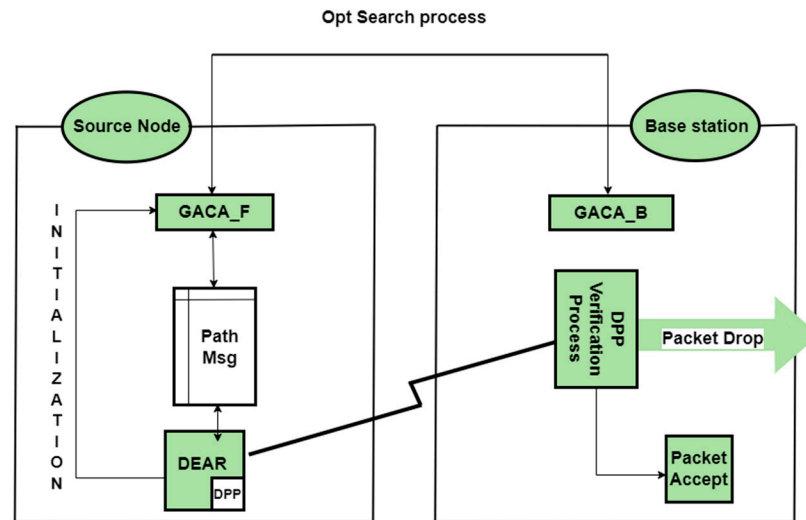 Opt Search process
Source Node
Base station
INITIALIZATION
GACA_F
GACA_B
Path
Msg
DPP
Verification
Process
Packet Drop
DEAR
DPP
Packet
Accept